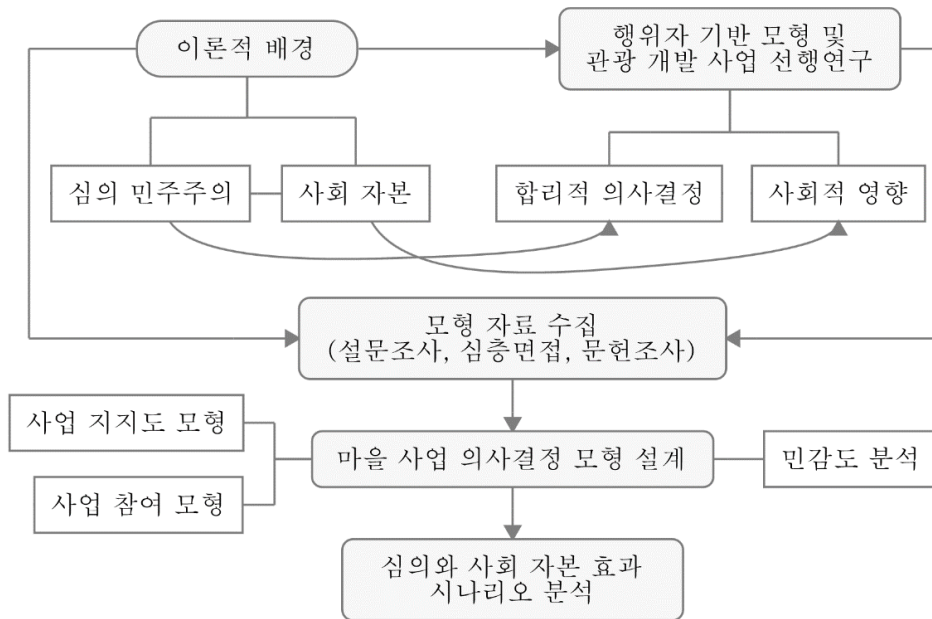 이론적 배경
행위자 기반 모형 및
관광 개발 사업 선행연구
심의 민주주의
사회 자본
합리적 의사결정
사회적 영향
모형 자료 수집
(설문조사, 심층면접, 문헌조사)
사업 지지도 모형
마을 사업 의사결정 모형 설계
민감도 분석
사업 참여 모형
심의와 사회 자본 효과
시나리오 분석